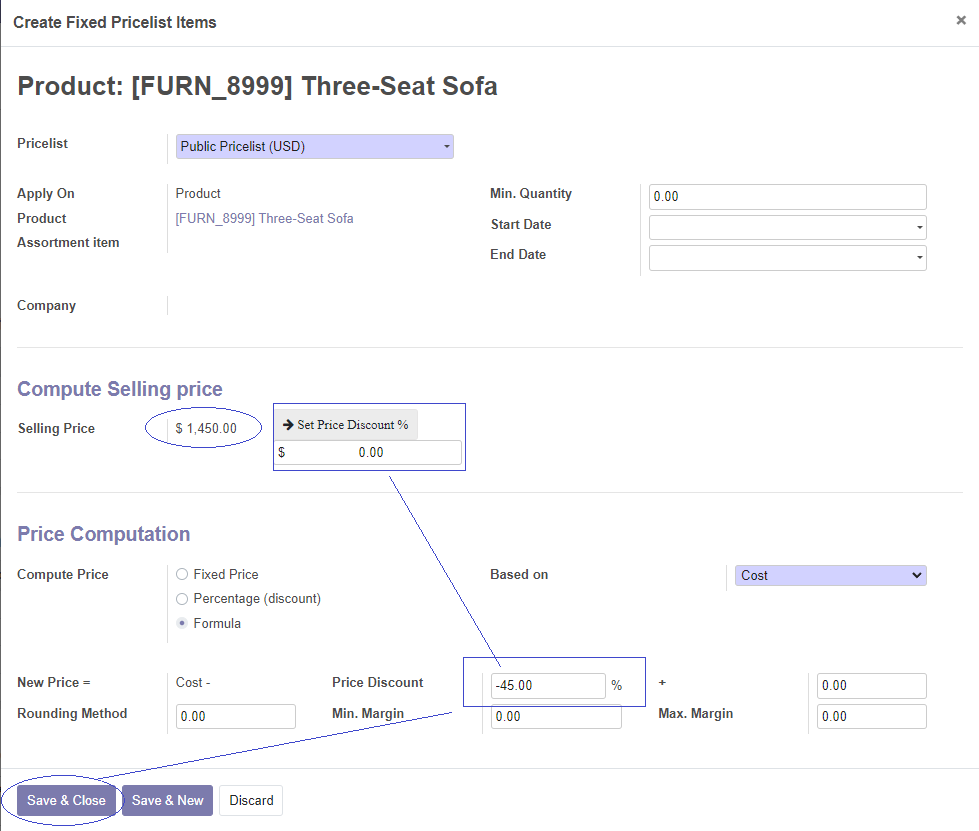 Create Fixed Pricelist Items ×
Product: [FURN_8999] Three-Seat Sofa
Pricelist Public Pricelist (USD)
Apply On Product Min. Quantity 0.00
Product [FURN_8999] Three-Seat Sofa Start Date
Assortment item End Date
Company
Compute Selling price
Selling Price $ 1,450.00 → Set Price Discount %
$ 0.00
Price Computation
Compute Price Fixed Price Based on Cost
Percentage (discount)
Formula
New Price = Cost - Price Discount -45.00 % + 0.00
Rounding Method 0.00 Min. Margin 0.00 Max. Margin 0.00
Save & Close Save & New Discard